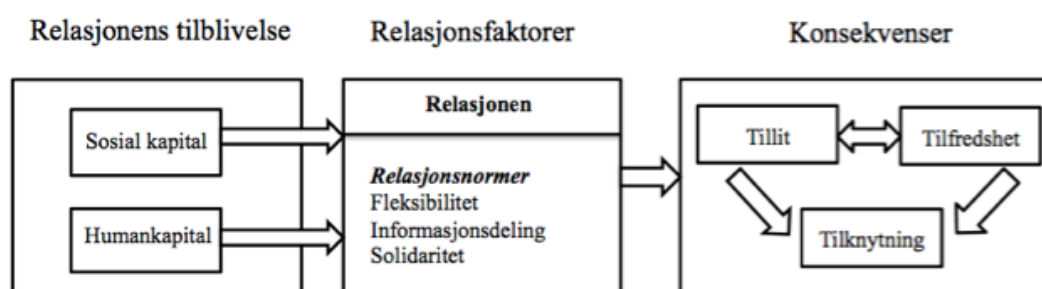 Relasjonens tilblivelse
Relasjonsfaktorer
Konsekvenser
Sosial kapital
Humankapital
Relasjonen
Relasjonsnormer
Fleksibilitet
Informasjonsdeling
Solidaritet
Tillit
Tilfredshet
Tilknytning